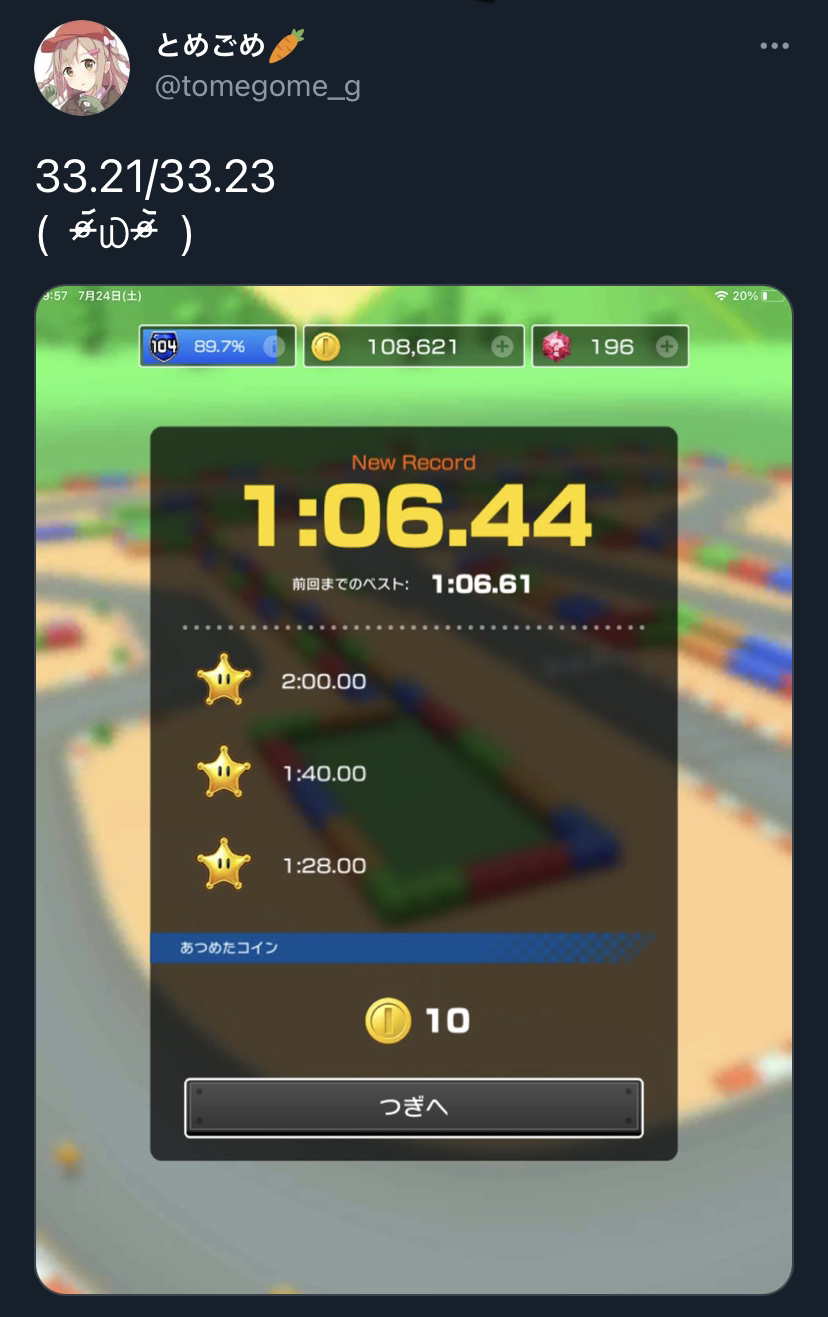 とめごめ🥕
@tomegome_g
33.21/33.23
9:57 7月24日(土) 20%
104 89.7% 108,621 196
New Record
1:06.44
前回までのベスト: 1:06.61
2:00.00
1:40.00
1:28.00
あつめたコイン
10
つぎへ